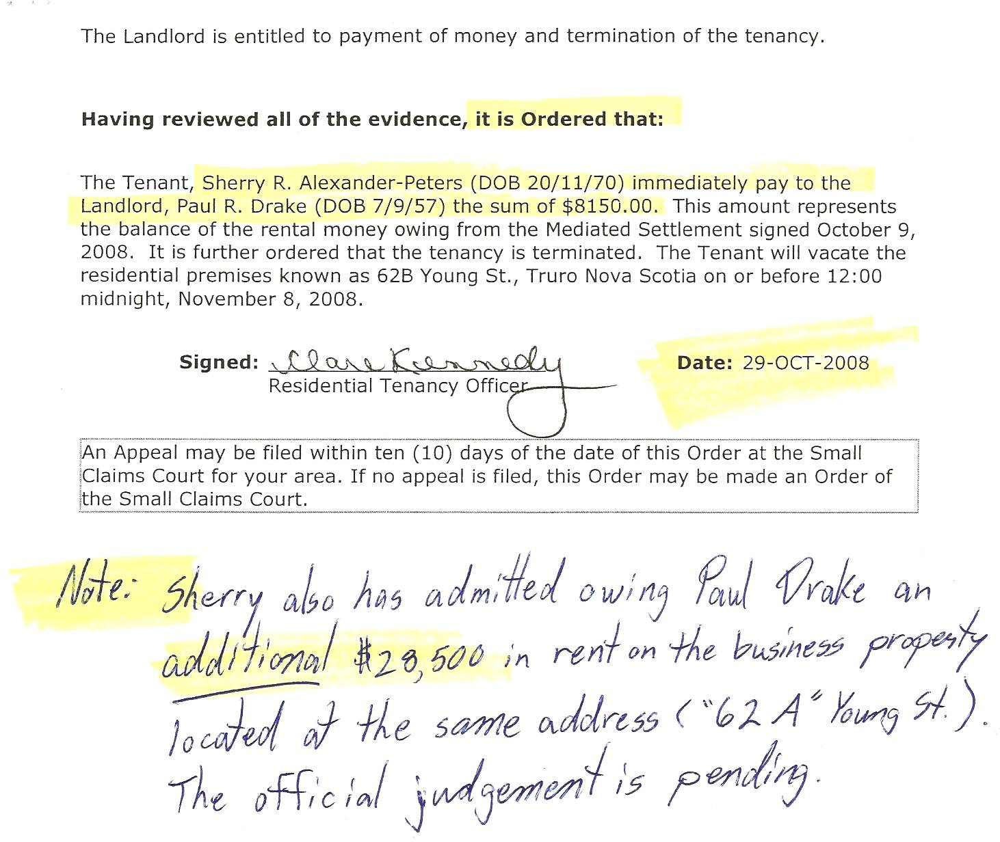 The Landlord is entitled to payment of money and termination of the tenancy.
Having reviewed all of the evidence, it is Ordered that:
The Tenant, Sherry R. Alexander-Peters (DOB 20/11/70) immediately pay to the
Landlord, Paul R. Drake (DOB 7/9/57) the sum of $8150.00. This amount represents
the balance of the rental money owing from the Mediated Settlement signed October 9,
2008. It is further ordered that the tenancy is terminated. The Tenant will vacate the
residential premises known as 62B Young St., Truro Nova Scotia on or before 12:00
midnight, November 8, 2008.
Signed: Clare Kennedy Date: 29-OCT-2008
Residential Tenancy Officer
An Appeal may be filed within ten (10) days of the date of this Order at the Small
Claims Court for your area. If no appeal is filed, this Order may be made an Order of
the Small Claims Court.
Note: Sherry also has admitted owing Paul Drake an
additional $28,500 in rent on the business property
located at the same address ("62 A" Young St.).
The official judgement is pending.